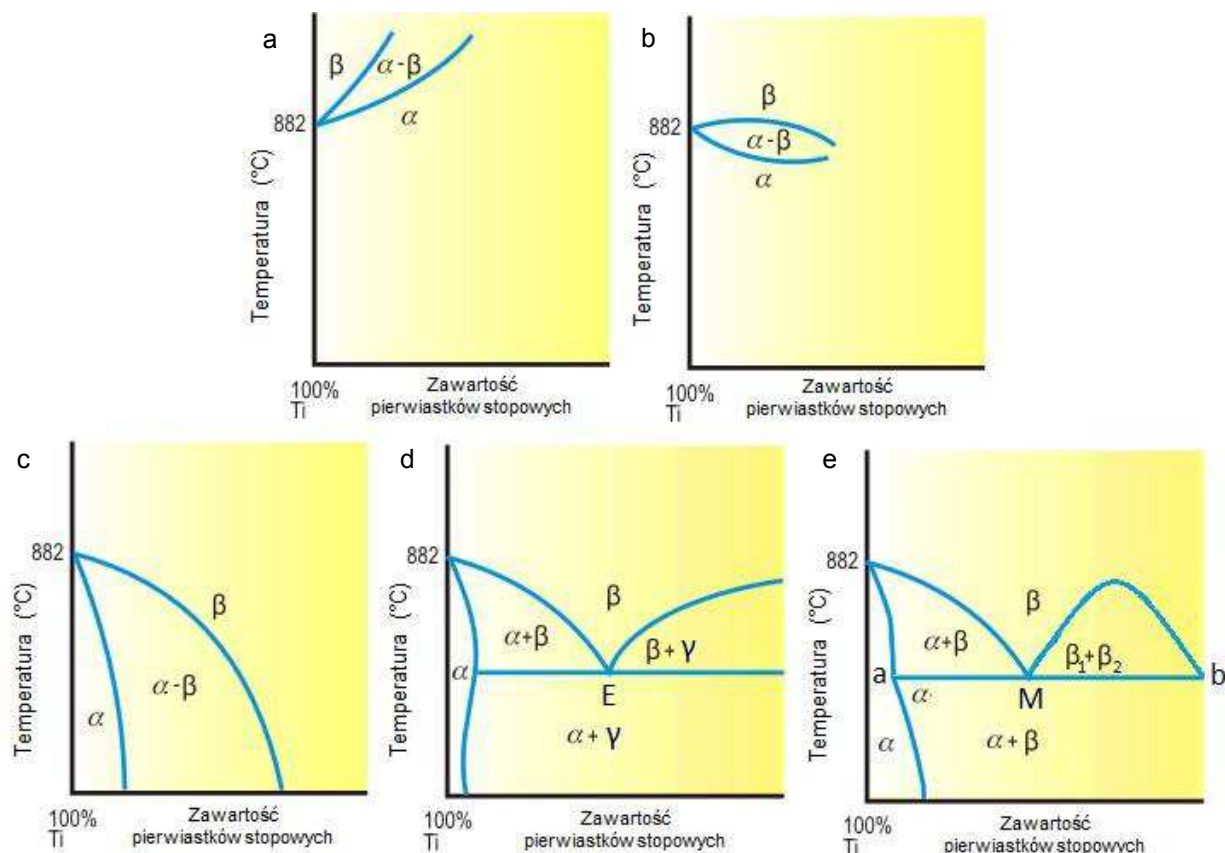 a
β
α-β
α
882
Temperatura (°C)
100%
Ti
Zawartość
pierwiastków stopowych
b
β
882
α-β
α
Temperatura (°C)
100%
Ti
Zawartość
pierwiastków stopowych
c
882
β
α-β
α
Temperatura (°C)
100%
Ti
Zawartość
pierwiastków stopowych
d
882
β
α+β
β+γ
α
E
α+γ
Temperatura (°C)
100%
Ti
Zawartość
pierwiastków stopowych
e
882
β
α+β
β1+β2
a
b
α
M
α
α+β
Temperatura (°C)
100%
Ti
Zawartość
pierwiastków stopowych